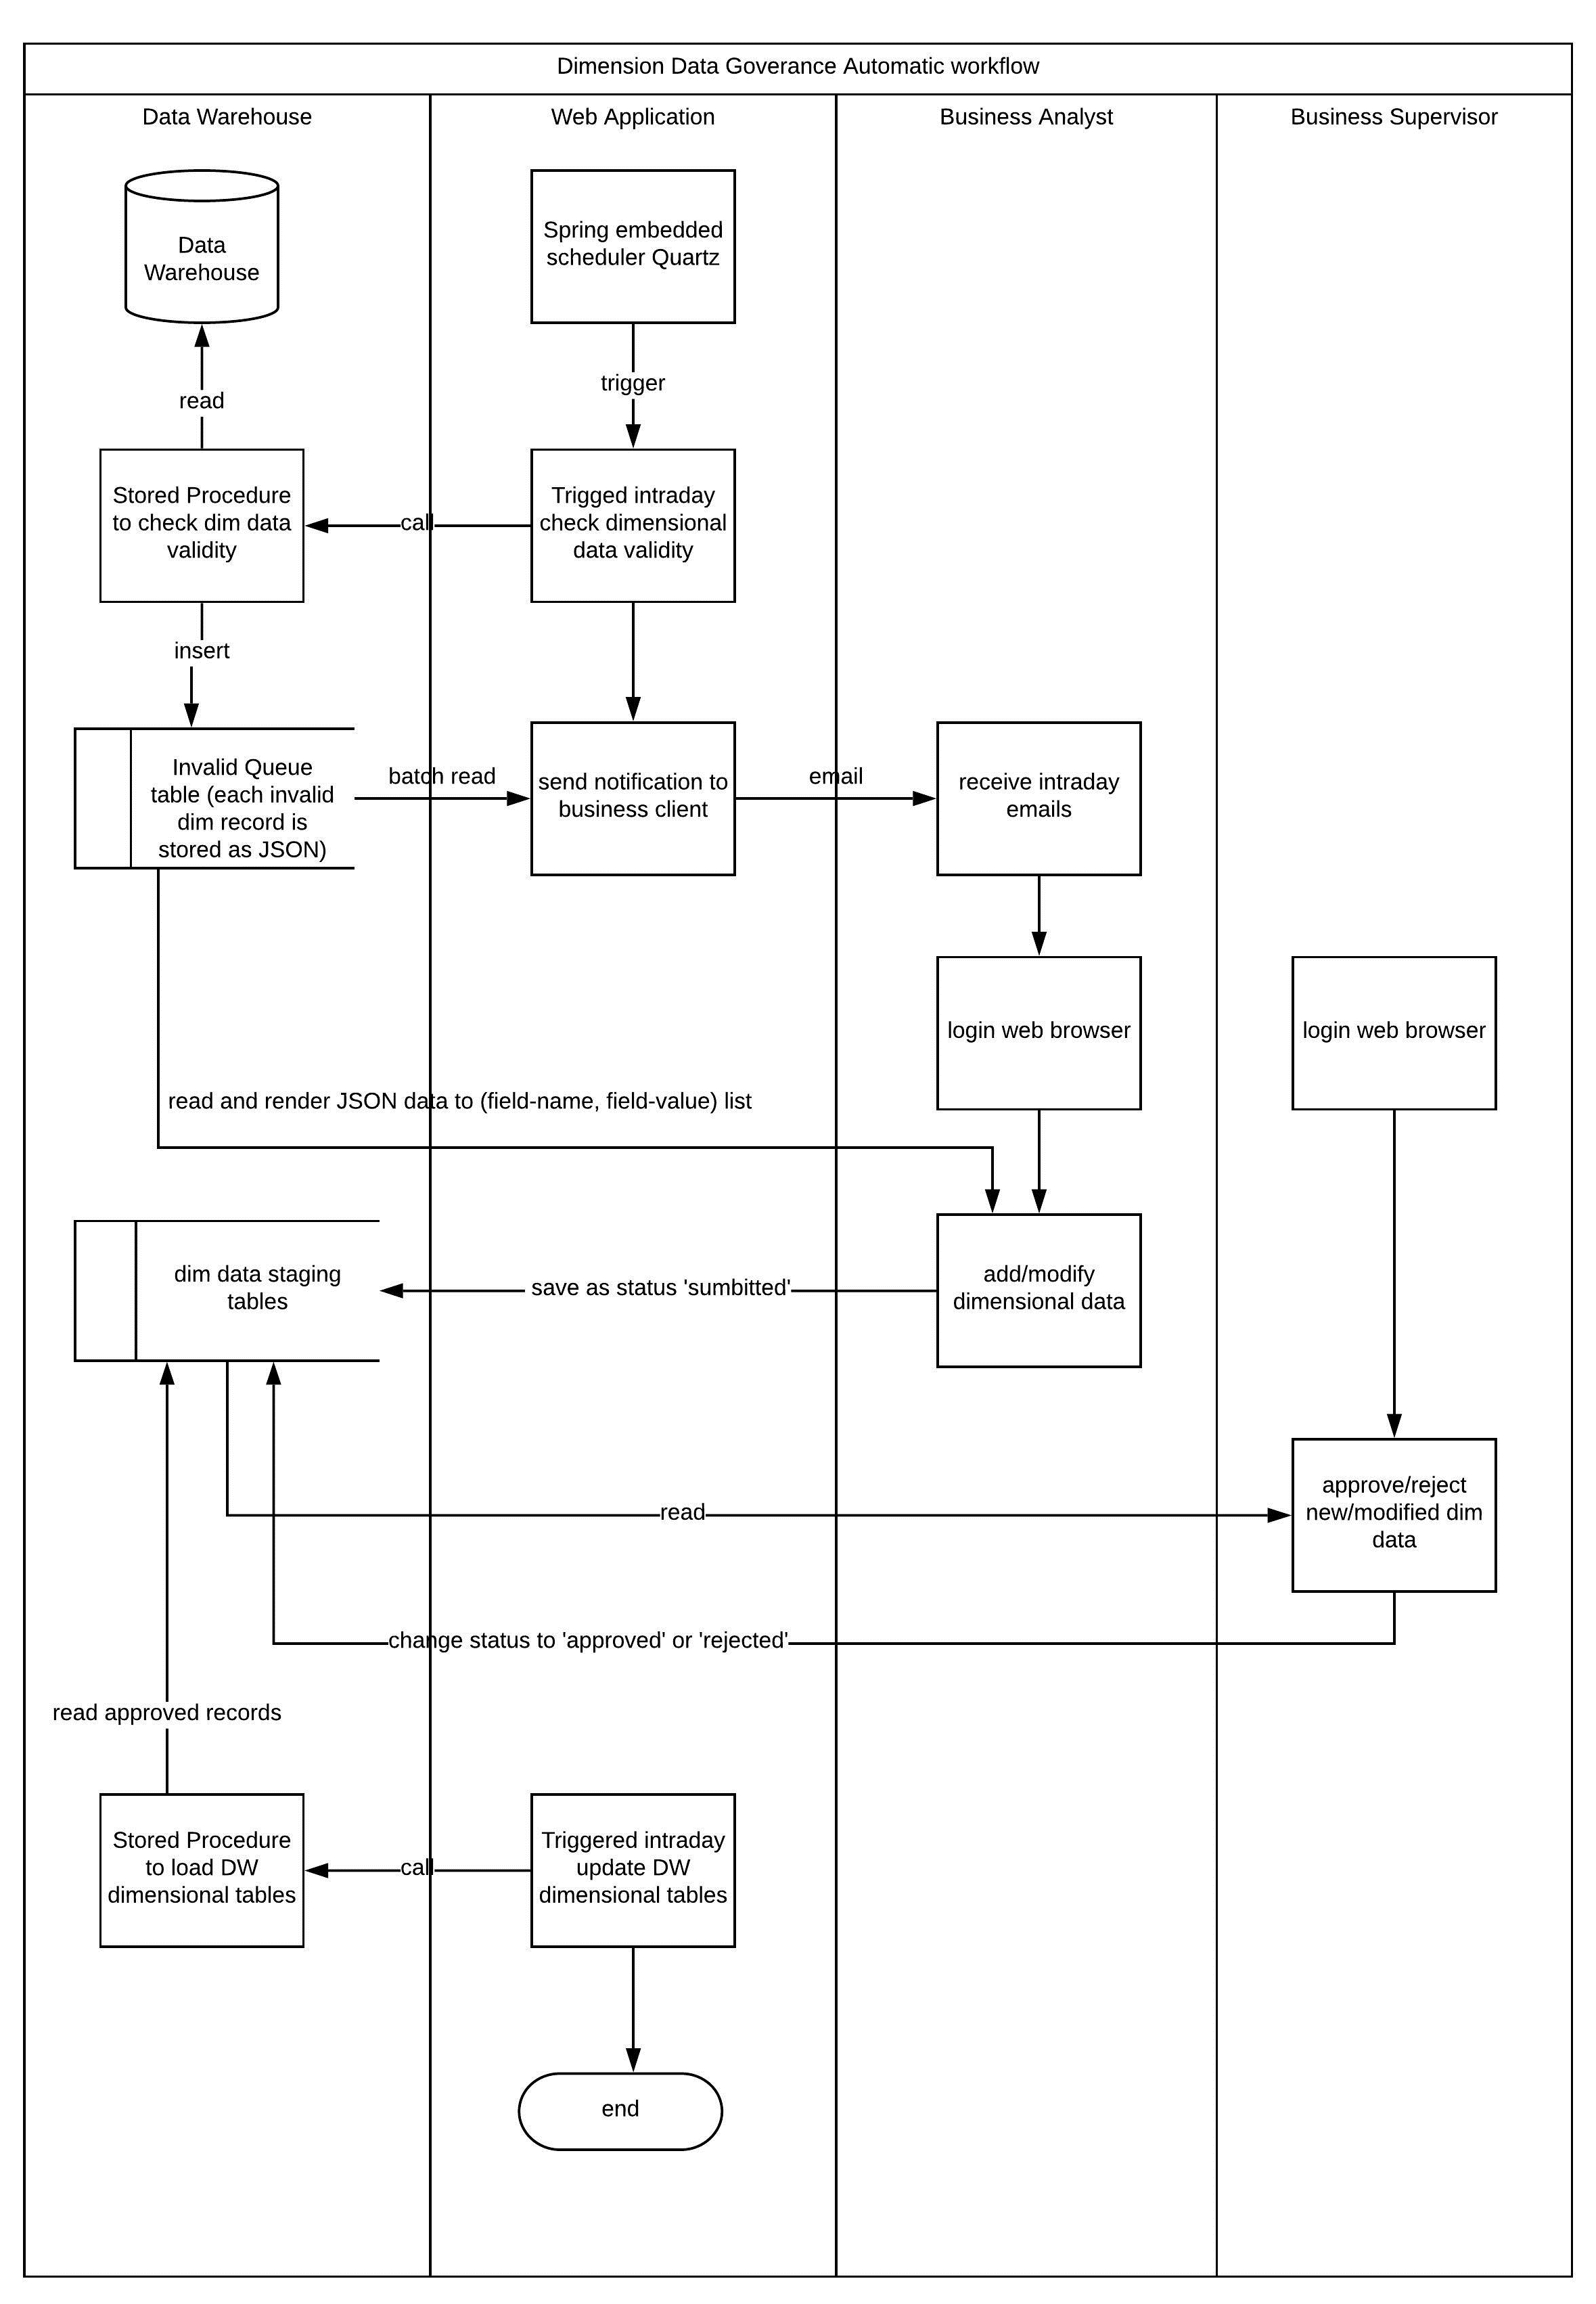 Dimension Data Goverance Automatic workflow
Data Warehouse
Web Application
Business Analyst
Business Supervisor
Data
Warehouse
Spring embedded
scheduler Quartz
read
trigger
Stored Procedure
to check dim data
validity
call
Trigged intraday
check dimensional
data validity
insert
Invalid Queue
table (each invalid
dim record is
stored as JSON)
batch read
send notification to
business client
email
receive intraday
emails
login web browser
login web browser
read and render JSON data to (field-name, field-value) list
dim data staging
tables
save as status 'sumbitted'
add/modify
dimensional data
approve/reject
new/modified dim
data
read
change status to 'approved' or 'rejected'
read approved records
Stored Procedure
to load DW
dimensional tables
call
Triggered intraday
update DW
dimensional tables
end